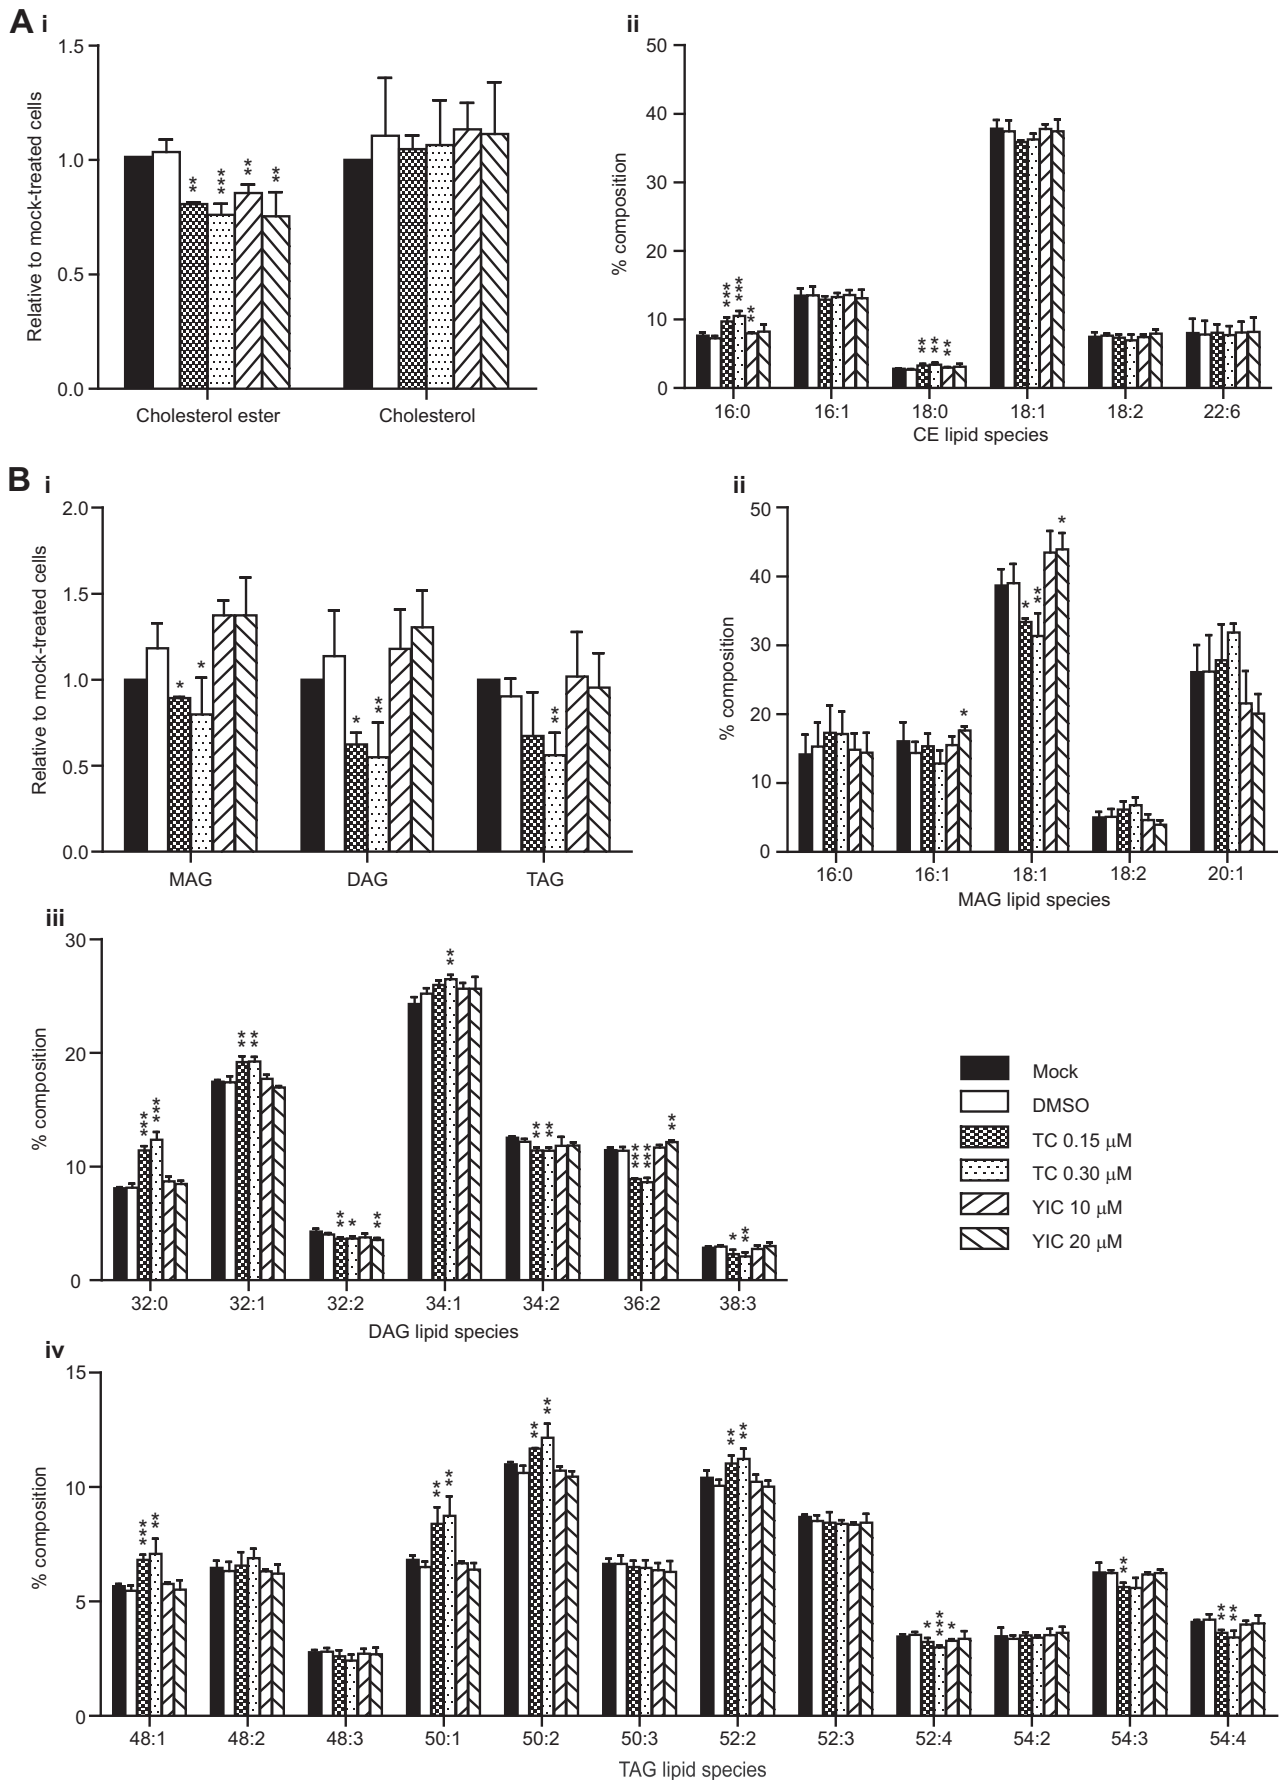 A i
1.5
1.0
0.5
0.0
Relative to mock-treated cells
** *** ** **
Cholesterol ester Cholesterol
ii
50
40
30
20
10
0
% composition
*** *** **
** ** **
16:0 16:1 18:0 18:1 18:2 22:6
CE lipid species
B i
2.0
1.5
1.0
0.5
0.0
Relative to mock-treated cells
* * * ** **
MAG DAG TAG
ii
50
40
30
20
10
0
% composition
* * ** *
16:0 16:1 18:1 18:2 20:1
MAG lipid species
iii
30
20
10
0
% composition
*** *** ** ** ** * ** ** ** ** *** *** ** * **
32:0 32:1 32:2 34:1 34:2 36:2 38:3
DAG lipid species
Mock
DMSO
TC 0.15 μM
TC 0.30 μM
YIC 10 μM
YIC 20 μM
iv
15
10
5
0
% composition
*** ** ** ** ** ** ** ** * *** * ** ** **
48:1 48:2 48:3 50:1 50:2 50:3 52:2 52:3 52:4 54:2 54:3 54:4
TAG lipid species